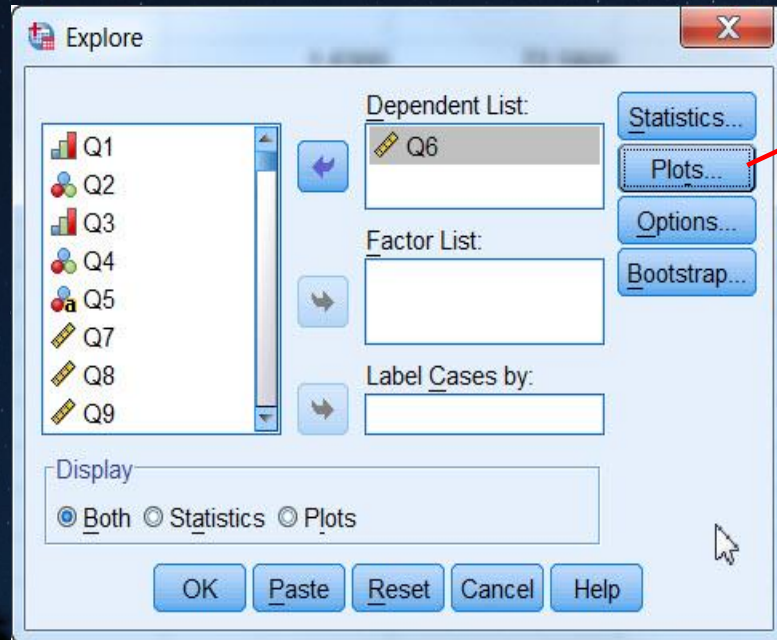 Explore
Q1
Q2
Q3
Q4
Q5
Q7
Q8
Q9
Dependent List:
Q6
Factor List:
Label Cases by:
Statistics...
Plots...
Options...
Bootstrap...
Display
Both Statistics Plots
OK Paste Reset Cancel Help